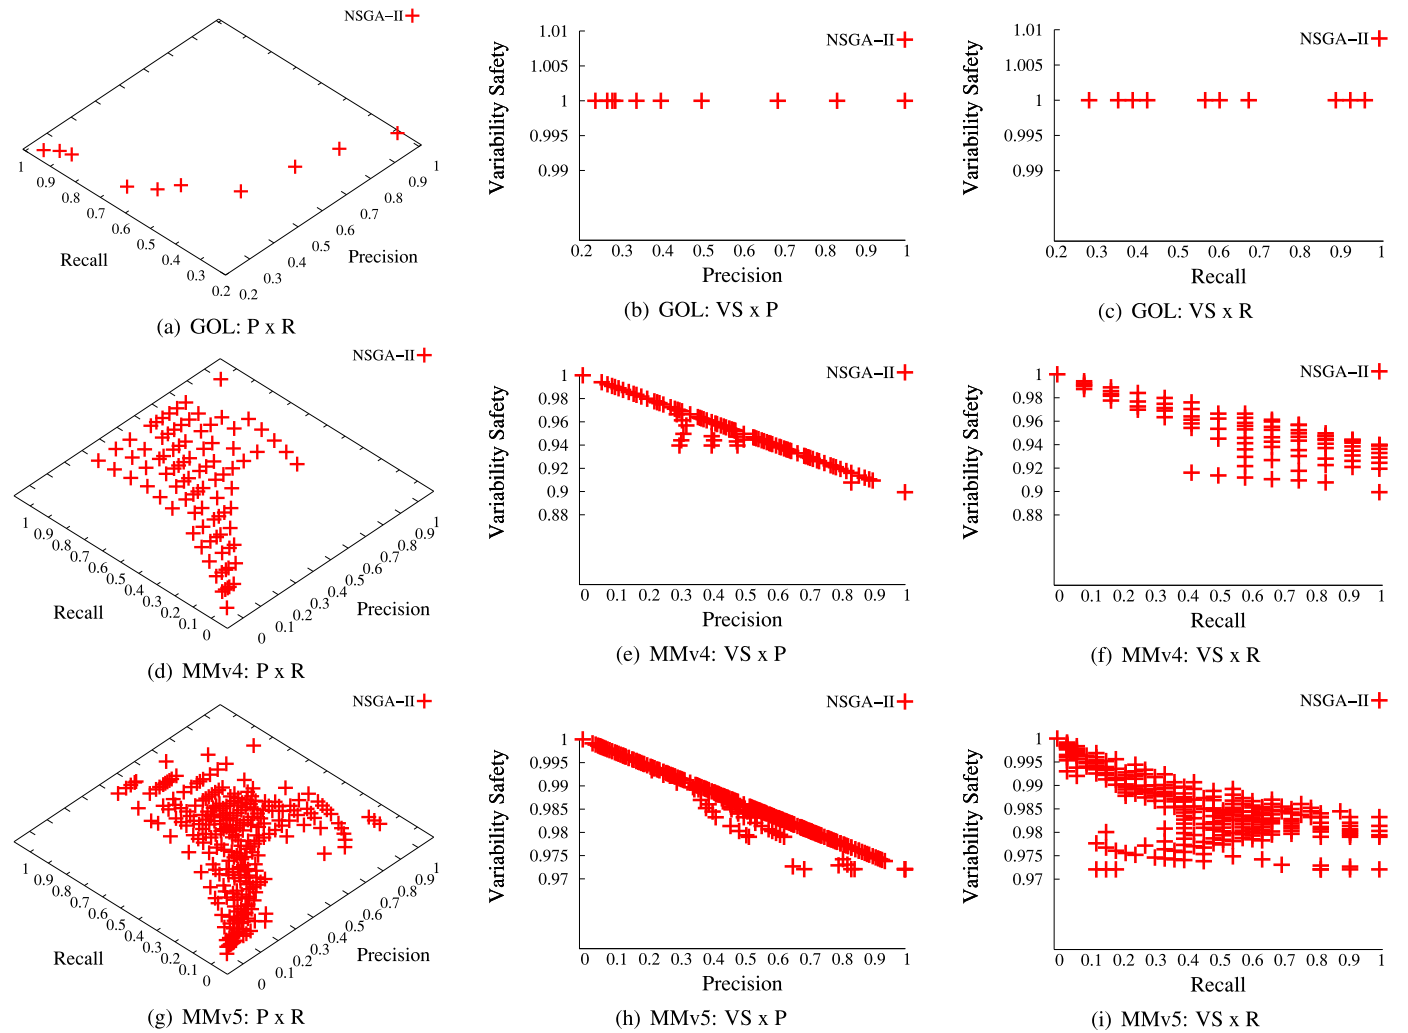 NSGA-II
1
0.9
0.8
0.7
0.6
0.5
0.4
0.3
0.2
Recall
0.2
0.3
0.4
0.5
0.6
0.7
0.8
0.9
1
Precision
(a) GOL: P x R
NSGA-II
1.01
1.005
1
0.995
0.99
Variability Safety
0.2 0.3 0.4 0.5 0.6 0.7 0.8 0.9 1
Precision
(b) GOL: VS x P
NSGA-II
1.01
1.005
1
0.995
0.99
Variability Safety
0.2 0.3 0.4 0.5 0.6 0.7 0.8 0.9 1
Recall
(c) GOL: VS x R
NSGA-II
1
0.9
0.8
0.7
0.6
0.5
0.4
0.3
0.2
0.1
0
Recall
0
0.1
0.2
0.3
0.4
0.5
0.6
0.7
0.8
0.9
1
Precision
(d) MMv4: P x R
NSGA-II
1
0.98
0.96
0.94
0.92
0.9
0.88
Variability Safety
0 0.1 0.2 0.3 0.4 0.5 0.6 0.7 0.8 0.9 1
Precision
(e) MMv4: VS x P
NSGA-II
1
0.98
0.96
0.94
0.92
0.9
0.88
Variability Safety
0 0.1 0.2 0.3 0.4 0.5 0.6 0.7 0.8 0.9 1
Recall
(f) MMv4: VS x R
NSGA-II
1
0.9
0.8
0.7
0.6
0.5
0.4
0.3
0.2
0.1
0
Recall
0
0.1
0.2
0.3
0.4
0.5
0.6
0.7
0.8
0.9
1
Precision
(g) MMv5: P x R
NSGA-II
1
0.995
0.99
0.985
0.98
0.975
0.97
Variability Safety
0 0.1 0.2 0.3 0.4 0.5 0.6 0.7 0.8 0.9 1
Precision
(h) MMv5: VS x P
NSGA-II
1
0.995
0.99
0.985
0.98
0.975
0.97
Variability Safety
0 0.1 0.2 0.3 0.4 0.5 0.6 0.7 0.8 0.9 1
Recall
(i) MMv5: VS x R